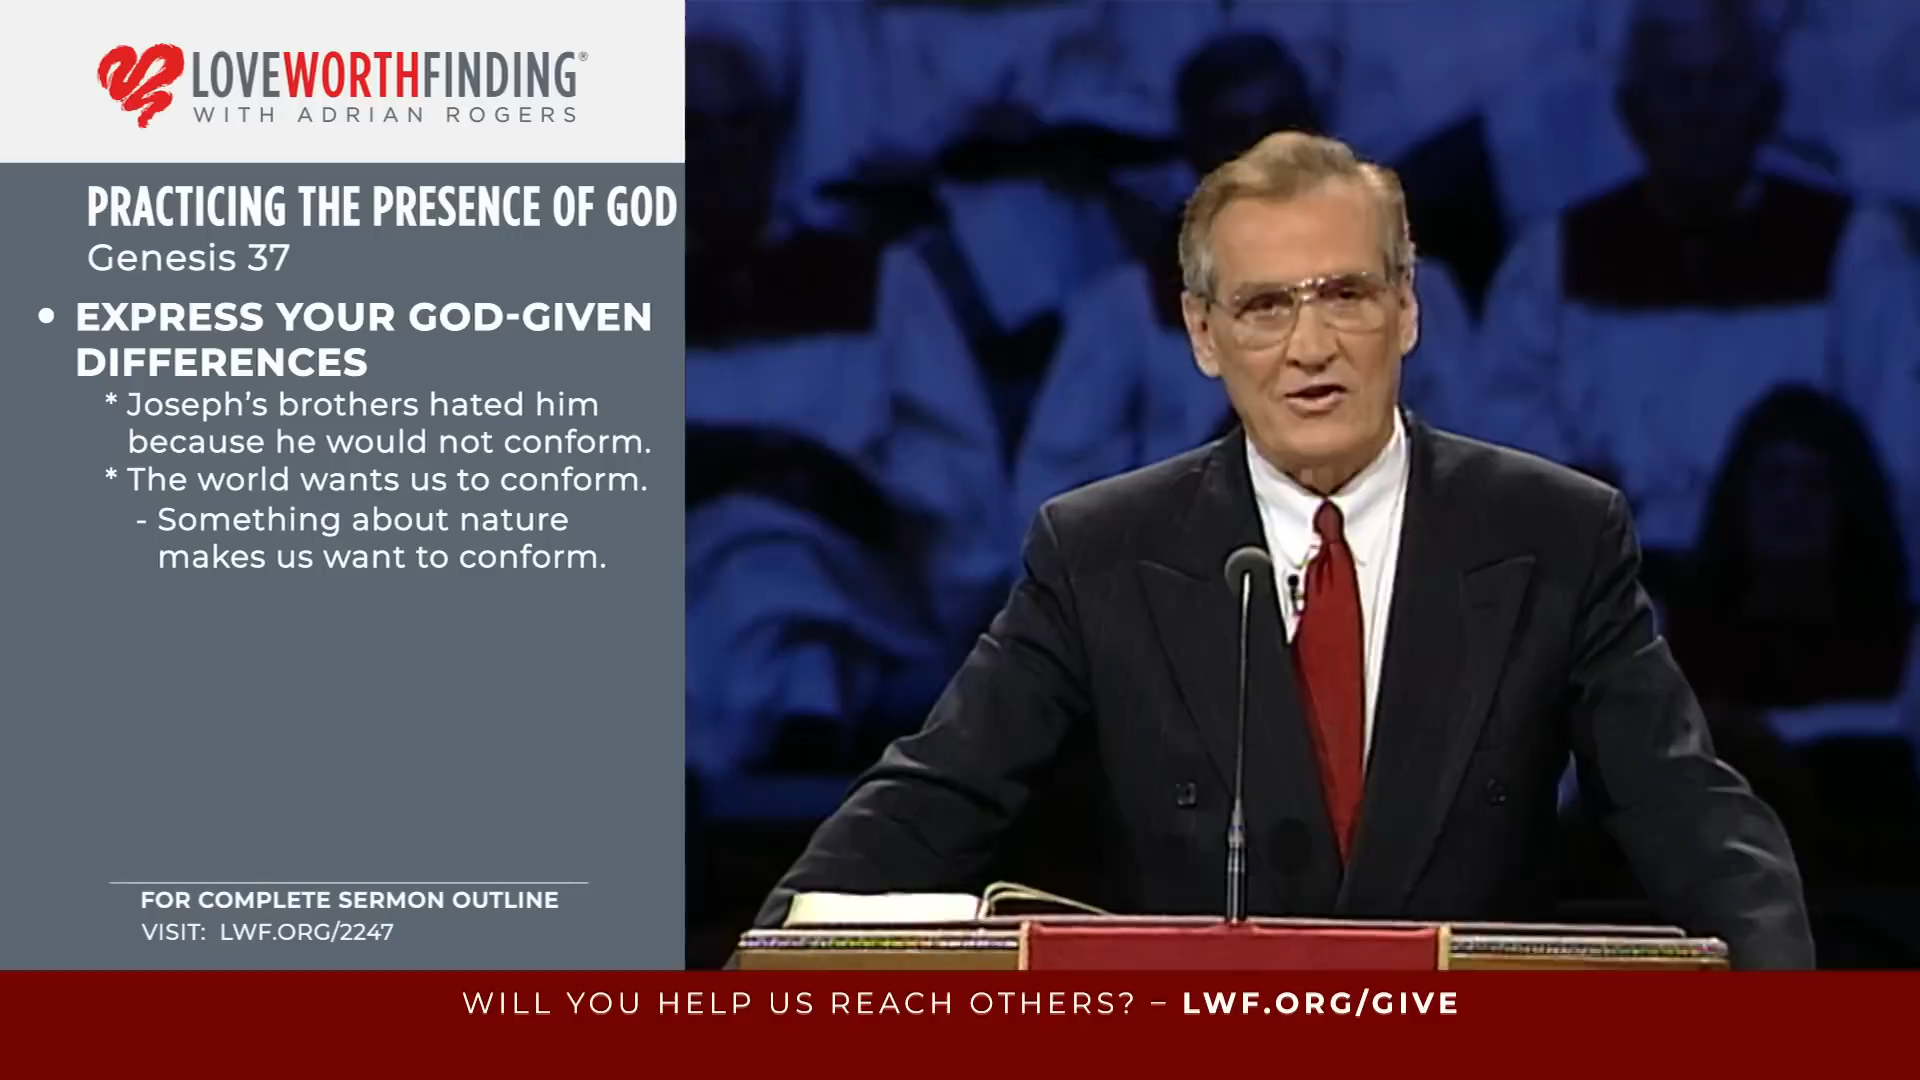 LOVEWORTHFINDING®
WITH ADRIAN ROGERS
PRACTICING THE PRESENCE OF GOD
Genesis 37
• EXPRESS YOUR GOD-GIVEN
DIFFERENCES
* Joseph's brothers hated him
because he would not conform.
* The world wants us to conform.
- Something about nature
makes us want to conform.
FOR COMPLETE SERMON OUTLINE
VISIT: LWF.ORG/2247
WILL YOU HELP US REACH OTHERS? – LWF.ORG/GIVE